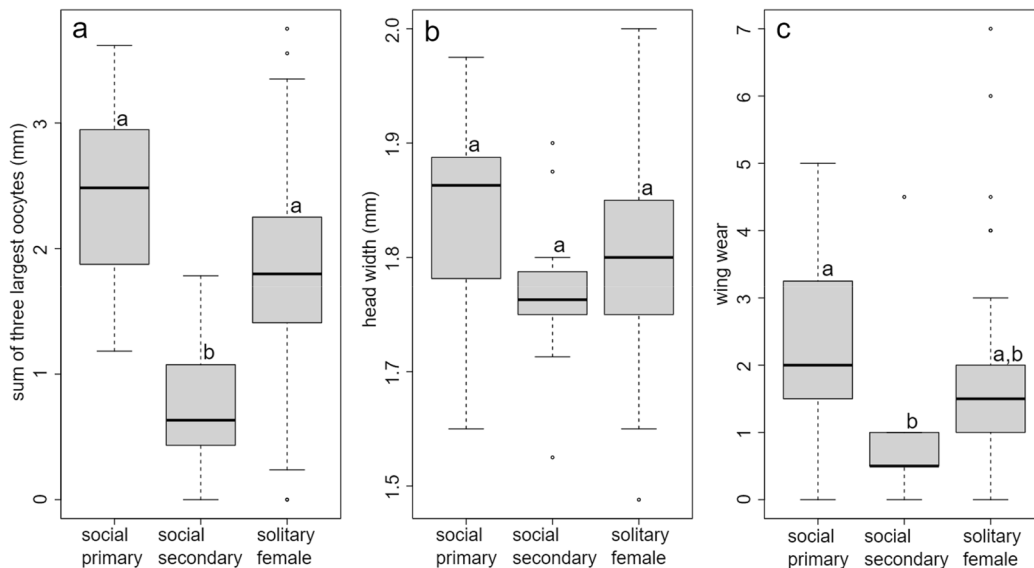 a
sum of three largest oocytes (mm)
3
2
1
0
a
b
a
social
primary
social
secondary
solitary
female
b
head width (mm)
2.0
1.9
1.8
1.7
1.5
a
a
a
social
primary
social
secondary
solitary
female
c
wing wear
7
6
5
4
3
2
1
0
a
b
a,b
social
primary
social
secondary
solitary
female